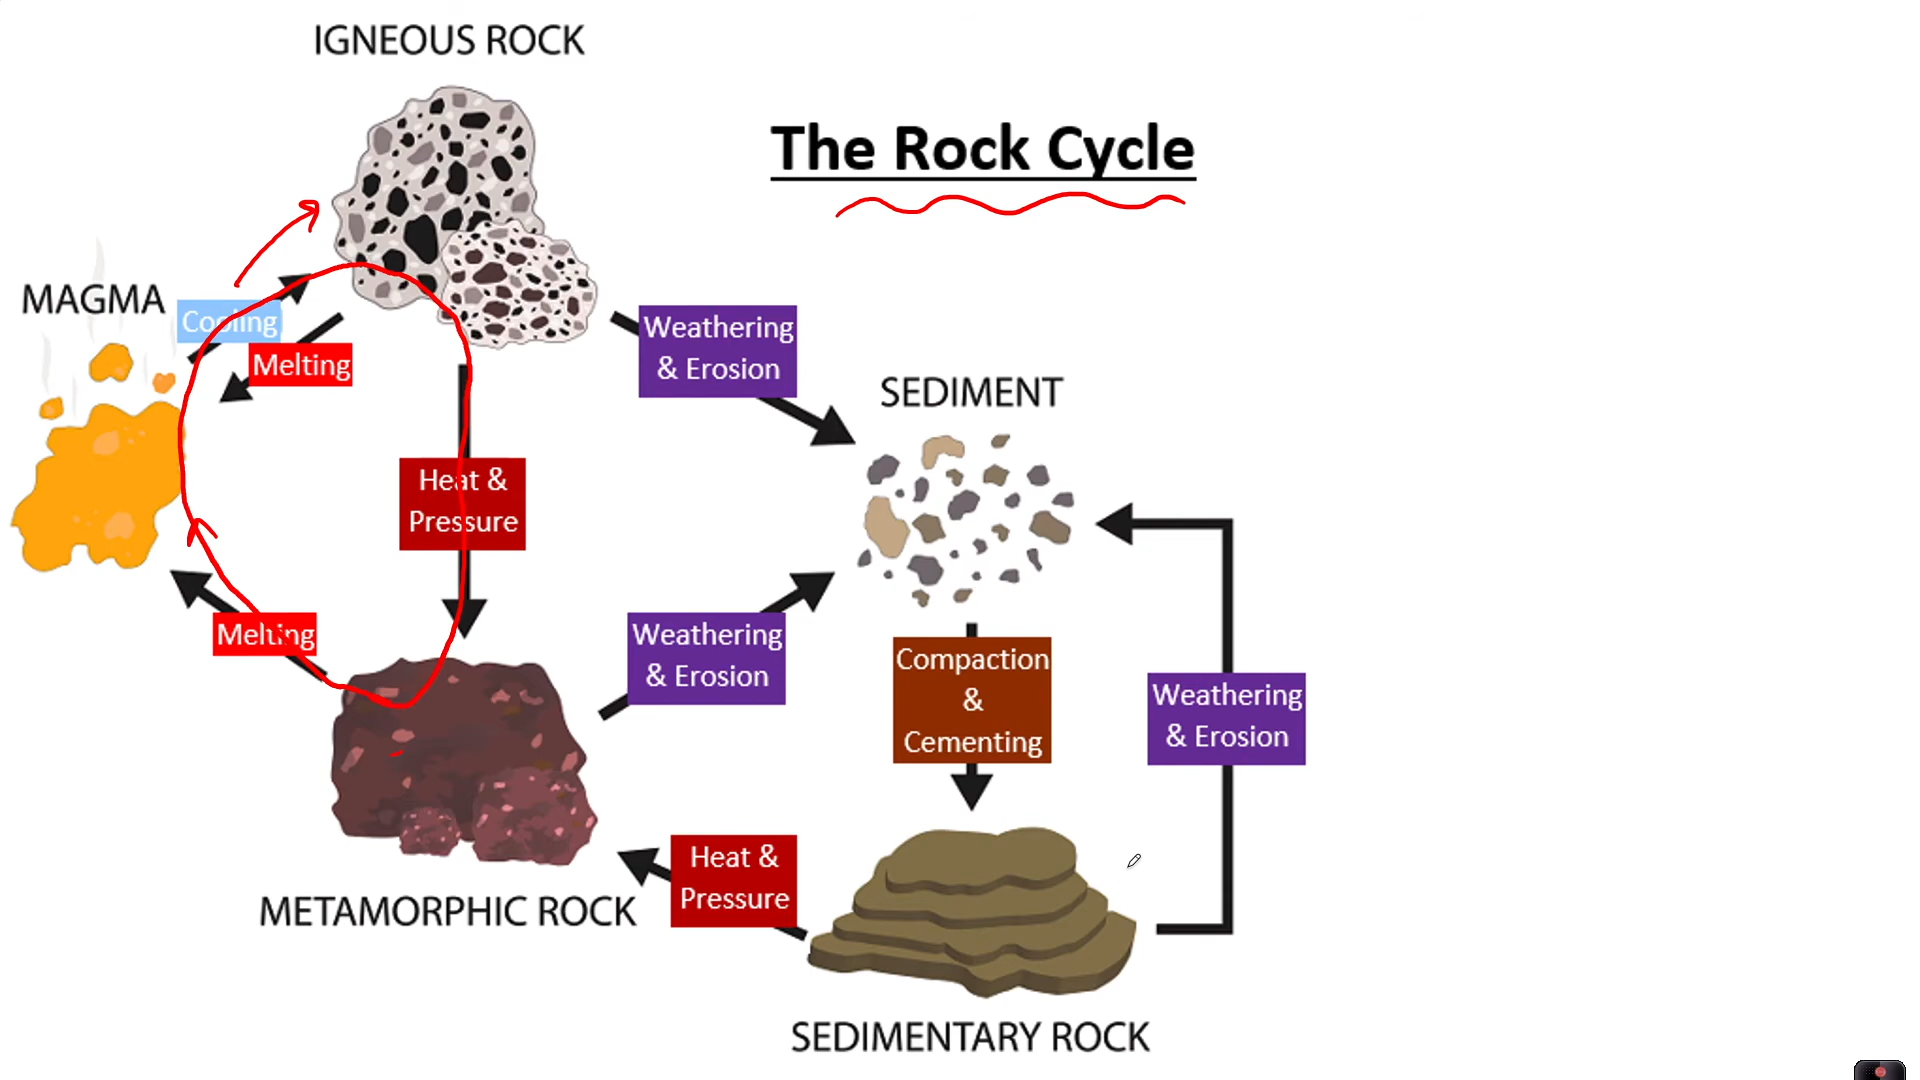 IGNEOUS ROCK
The Rock Cycle
MAGMA
Cooling
Melting
Weathering
& Erosion
SEDIMENT
Heat &
Pressure
Melting
Weathering
& Erosion
Compaction
&
Cementing
Weathering
& Erosion
Heat &
Pressure
METAMORPHIC ROCK
SEDIMENTARY ROCK